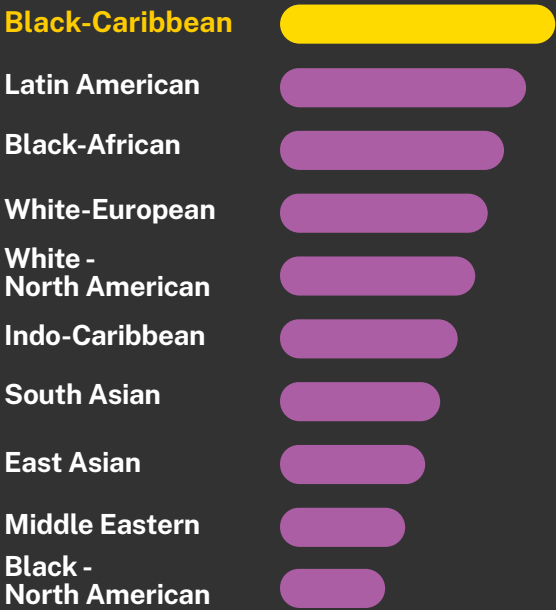 Black-Caribbean
Latin American
Black-African
White-European
White -
North American
Indo-Caribbean
South Asian
East Asian
Middle Eastern
Black -
North American